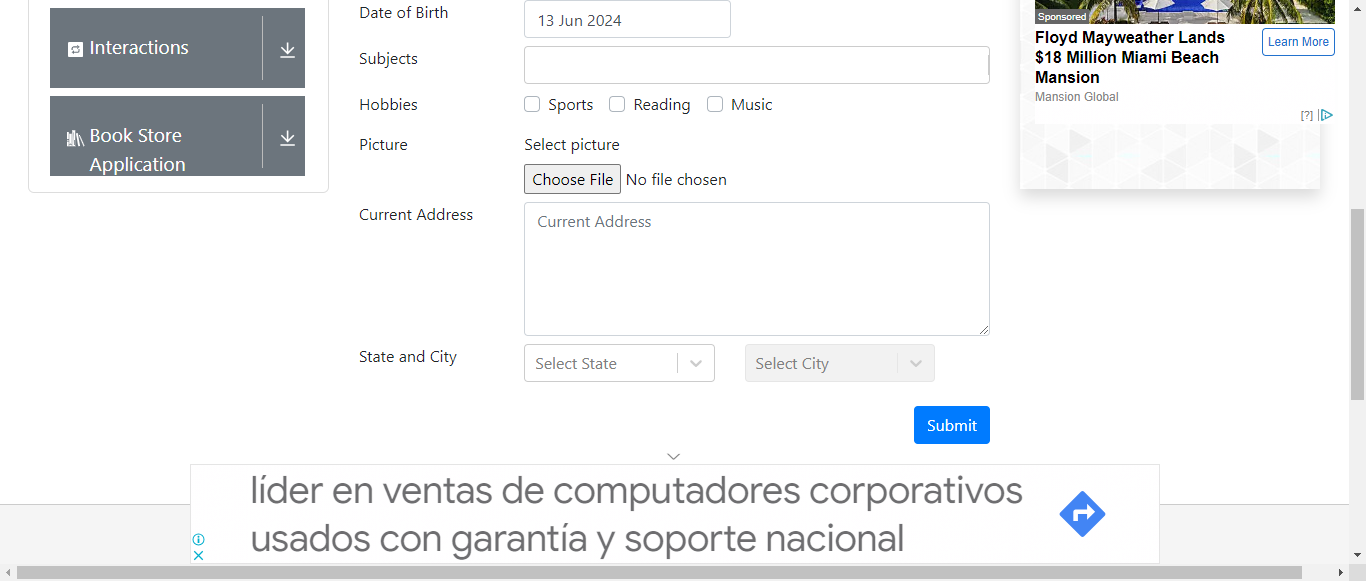 Interactions
Book Store
Application
Date of Birth
13 Jun 2024
Subjects
Hobbies
Sports Reading Music
Picture
Select picture
Choose File No file chosen
Current Address
Current Address
State and City
Select State
Select City
Submit
Sponsored
Floyd Mayweather Lands
$18 Million Miami Beach
Mansion
Learn More
Mansion Global
[?]
líder en ventas de computadores corporativos
usados con garantía y soporte nacional